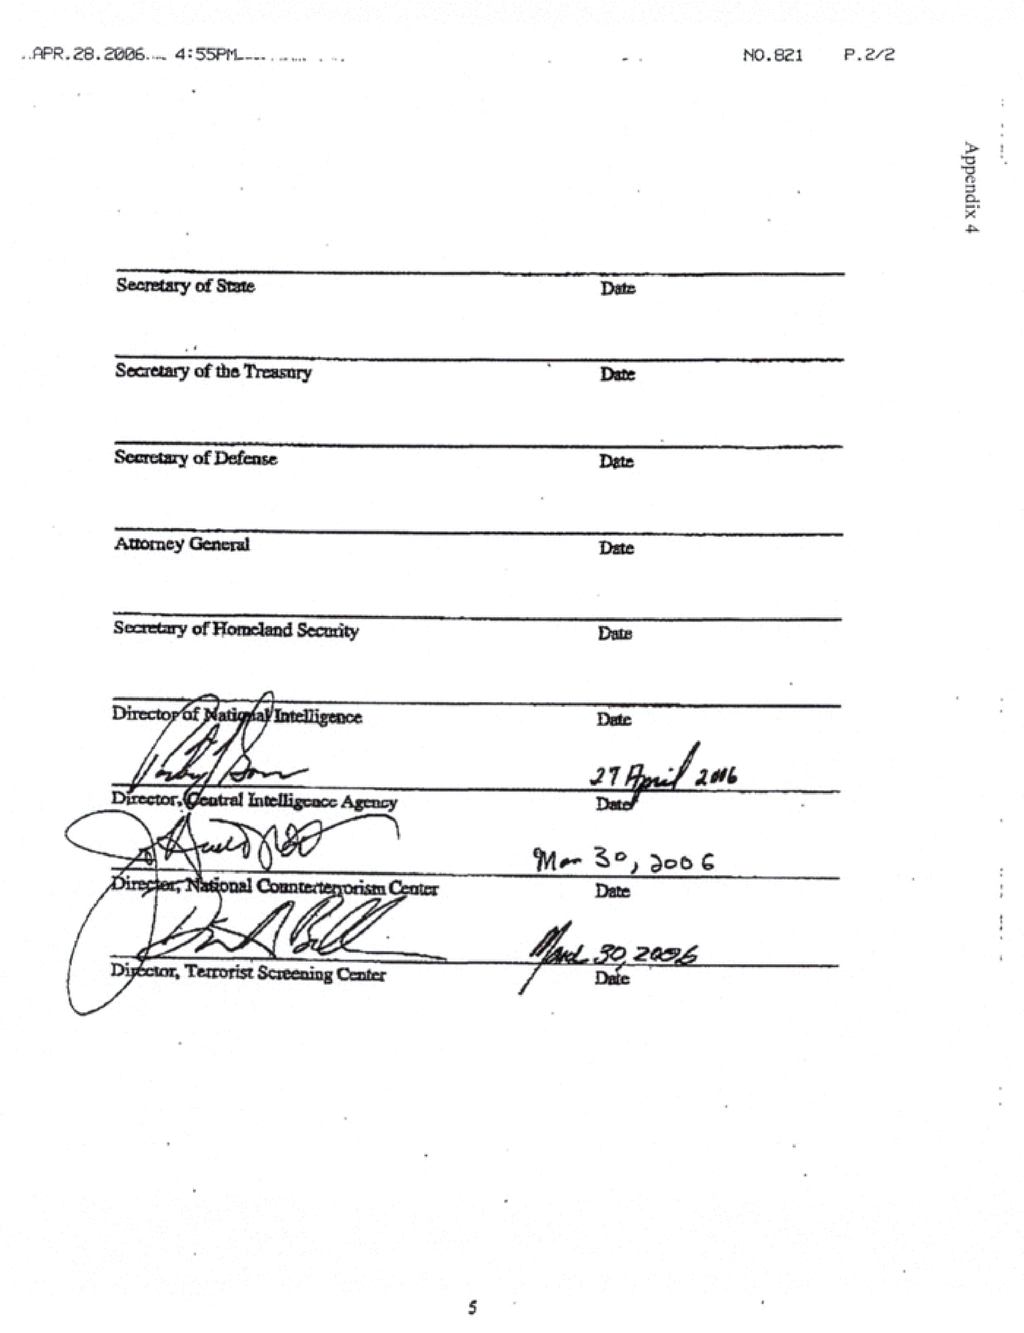 APR.28.2006 4:55PM NO.821 P.2/2
Appendix 4
Secretary of State Date
Secretary of the Treasury Date
Secretary of Defense Date
Attorney General Date
Secretary of Homeland Security Date
Director of National Intelligence Date
27 April 2006
Director, Central Intelligence Agency Date
Mar 30, 2006
Director, National Counterterrorism Center Date
March 30, 2006
Director, Terrorist Screening Center Date
5